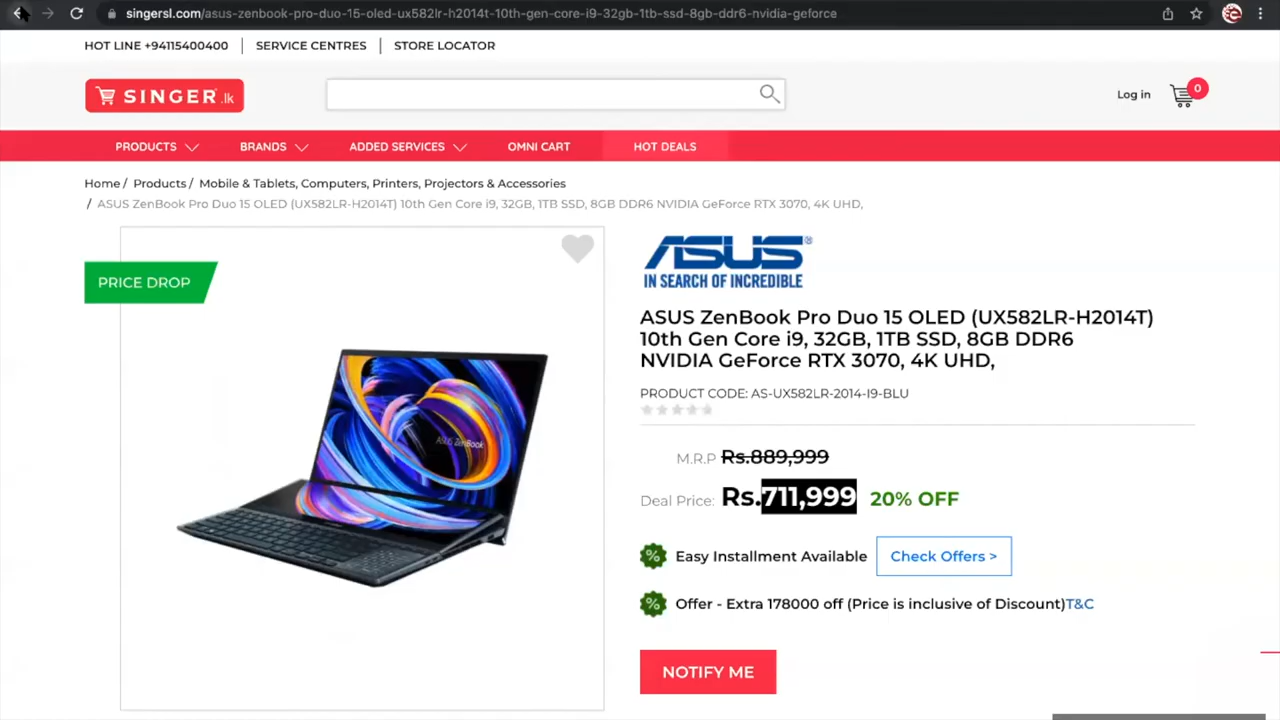 singersl.com/asus-zenbook-pro-duo-15-oled-ux582lr-h2014t-10th-gen-core-i9-32gb-1tb-ssd-8gb-ddr6-nvidia-geforce
HOT LINE +94115400400 SERVICE CENTRES STORE LOCATOR
SINGER.lk
Log in
0
PRODUCTS BRANDS ADDED SERVICES OMNI CART HOT DEALS
Home / Products / Mobile & Tablets, Computers, Printers, Projectors & Accessories
/ ASUS ZenBook Pro Duo 15 OLED (UX582LR-H2014T) 10th Gen Core i9, 32GB, 1TB SSD, 8GB DDR6 NVIDIA GeForce RTX 3070, 4K UHD,
PRICE DROP
ASUS ZenBook
ASUS®
IN SEARCH OF INCREDIBLE
ASUS ZenBook Pro Duo 15 OLED (UX582LR-H2014T)
10th Gen Core i9, 32GB, 1TB SSD, 8GB DDR6
NVIDIA GeForce RTX 3070, 4K UHD,
PRODUCT CODE: AS-UX582LR-2014-I9-BLU
M.R.P Rs.889,999
Deal Price: Rs.711,999 20% OFF
% Easy Installment Available Check Offers >
% Offer - Extra 178000 off (Price is inclusive of Discount)T&C
NOTIFY ME